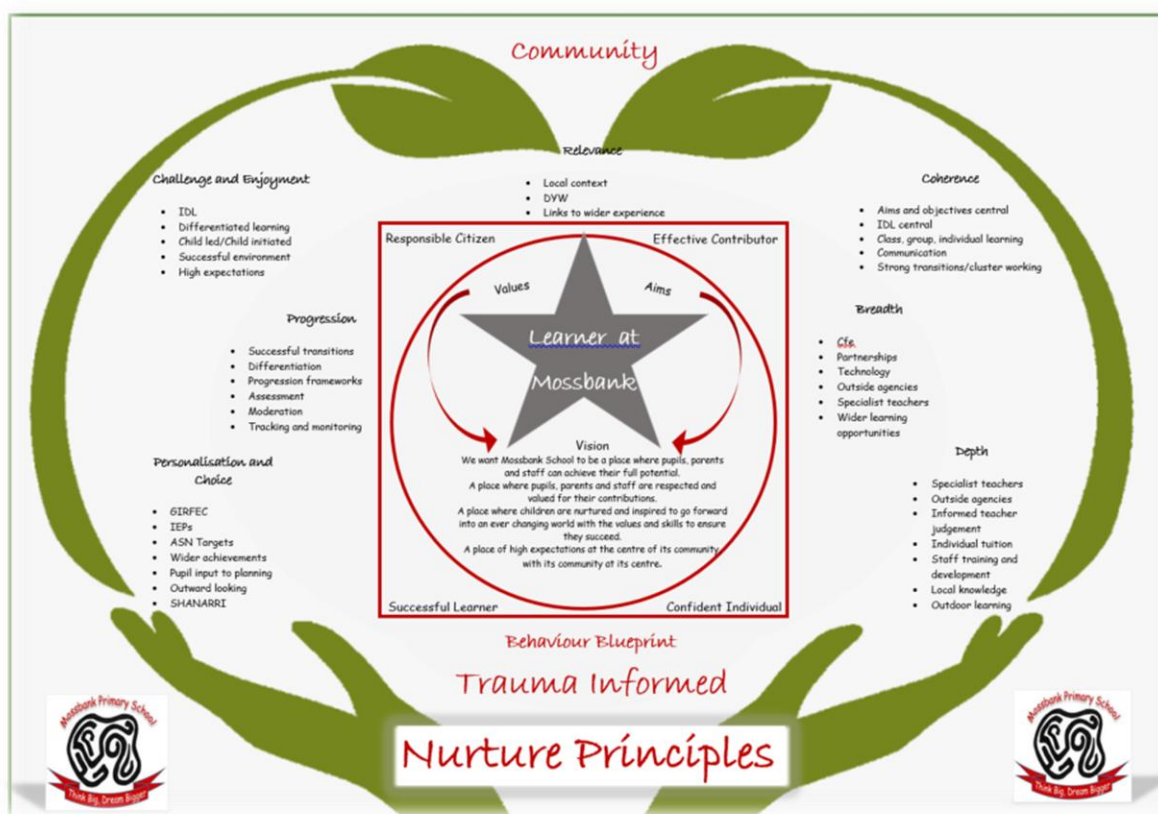 Community
Relevance
• Local context
• DYW
• Links to wider experience
Challenge and Enjoyment
• IDL
• Differentiated learning
• Child led/Child initiated
• Successful environment
• High expectations
Coherence
• Aims and objectives central
• IDL central
• Class, group, individual learning
• Communication
• Strong transitions/cluster working
Progression
• Successful transitions
• Differentiation
• Progression frameworks
• Assessment
• Moderation
• Tracking and monitoring
Breadth
• Cfe
• Partnerships
• Technology
• Outside agencies
• Specialist teachers
• Wider learning
opportunities
Personalisation and
Choice
• GIRFEC
• IEPs
• ASN Targets
• Wider achievements
• Pupil input to planning
• Outward looking
• SHANARRI
Depth
• Specialist teachers
• Outside agencies
• Informed teacher
judgement
• Individual tuition
• Staff training and
development
• Local knowledge
• Outdoor learning
Responsible Citizen
Effective Contributor
Values
Aims
Learner at
Mossbank
Vision
We want Mossbank School to be a place where pupils, parents
and staff can achieve their full potential.
A place where pupils, parents and staff are respected and
valued for their contributions.
A place where children are nurtured and inspired to go forward
into an ever changing world with the values and skills to ensure
they succeed.
A place of high expectations at the centre of its community
with its community at its centre.
Successful Learner
Confident Individual
Behaviour Blueprint
Trauma Informed
Nurture Principles
Mossbank Primary School
Think Big, Dream Bigger
Mossbank Primary School
Think Big, Dream Bigger